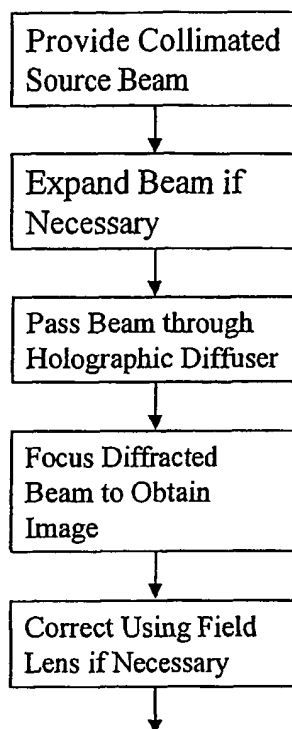 Provide Collimated
Source Beam
Expand Beam if
Necessary
Pass Beam through
Holographic Diffuser
Focus Diffracted
Beam to Obtain
Image
Correct Using Field
Lens if Necessary